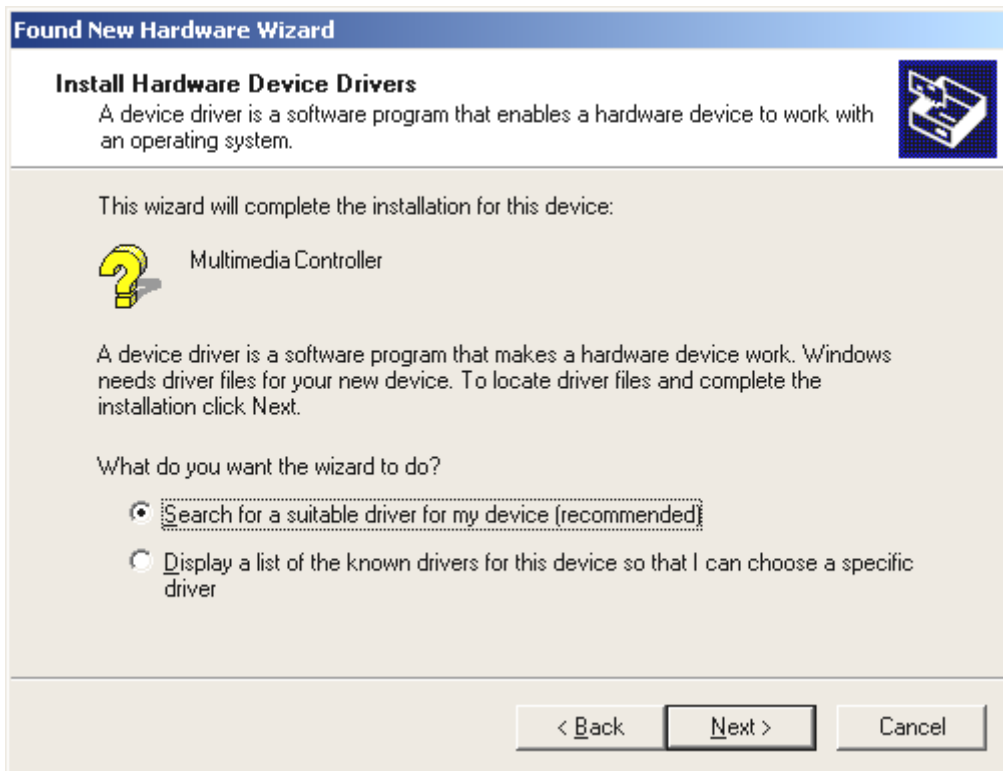 Found New Hardware Wizard
Install Hardware Device Drivers
A device driver is a software program that enables a hardware device to work with
an operating system.
This wizard will complete the installation for this device:
Multimedia Controller
A device driver is a software program that makes a hardware device work. Windows
needs driver files for your new device. To locate driver files and complete the
installation click Next.
What do you want the wizard to do?
Search for a suitable driver for my device (recommended)
Display a list of the known drivers for this device so that I can choose a specific
driver
< Back Next > Cancel